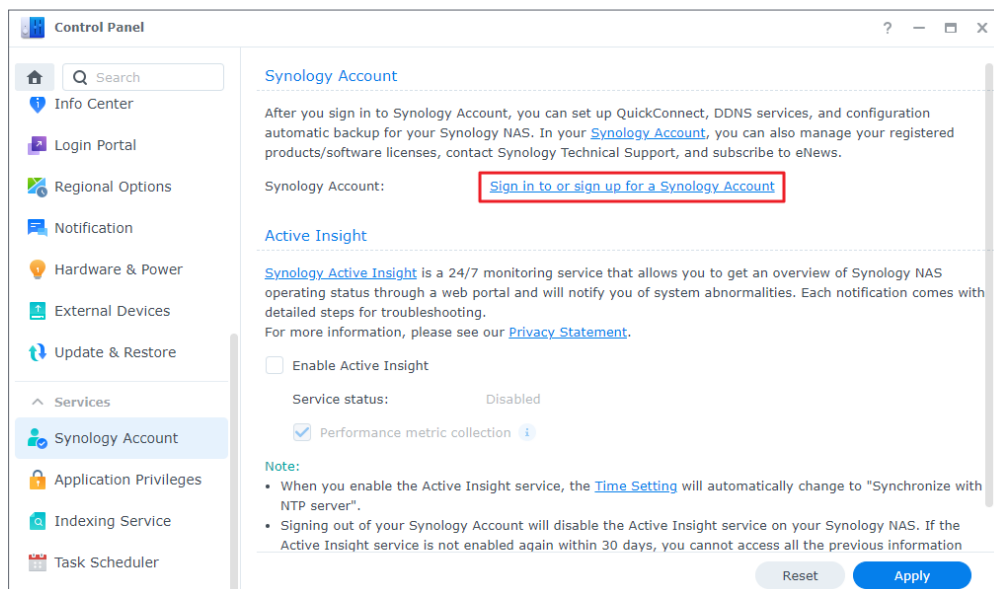 Control Panel
?
Search
Info Center
Login Portal
Regional Options
Notification
Hardware & Power
External Devices
Update & Restore
Services
Synology Account
Application Privileges
Indexing Service
Task Scheduler
Synology Account
After you sign in to Synology Account, you can set up QuickConnect, DDNS services, and configuration
automatic backup for your Synology NAS. In your Synology Account, you can also manage your registered
products/software licenses, contact Synology Technical Support, and subscribe to eNews.
Synology Account: Sign in to or sign up for a Synology Account
Active Insight
Synology Active Insight is a 24/7 monitoring service that allows you to get an overview of Synology NAS
operating status through a web portal and will notify you of system abnormalities. Each notification comes with
detailed steps for troubleshooting.
For more information, please see our Privacy Statement.
Enable Active Insight
Service status: Disabled
Performance metric collection i
Note:
• When you enable the Active Insight service, the Time Setting will automatically change to "Synchronize with
NTP server".
• Signing out of your Synology Account will disable the Active Insight service on your Synology NAS. If the
Active Insight service is not enabled again within 30 days, you cannot access all the previous information
Reset Apply